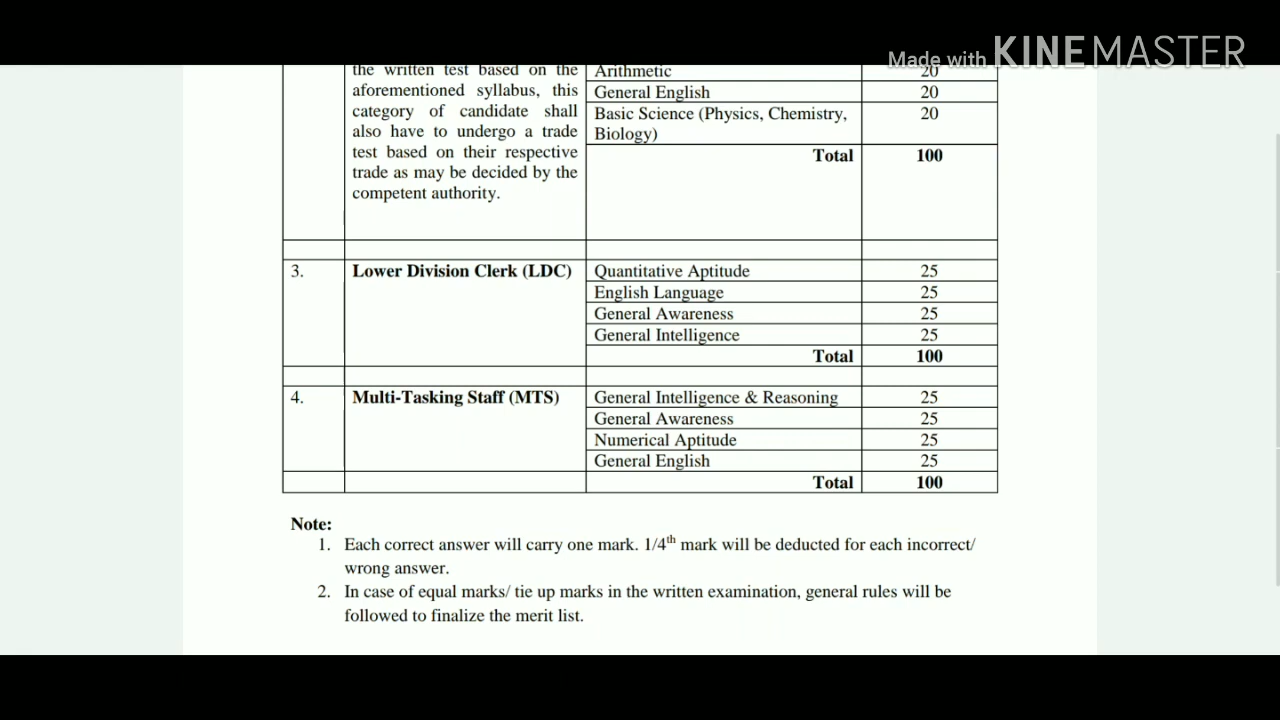 Made with KINEMASTER
the written test based on the
aforementioned syllabus, this
category of candidate shall
also have to undergo a trade
test based on their respective
trade as may be decided by the
competent authority.
Arithmetic 20
General English 20
Basic Science (Physics, Chemistry, 20
Biology)
Total 100
3. Lower Division Clerk (LDC) Quantitative Aptitude 25
English Language 25
General Awareness 25
General Intelligence 25
Total 100
4. Multi-Tasking Staff (MTS) General Intelligence & Reasoning 25
General Awareness 25
Numerical Aptitude 25
General English 25
Total 100
Note:
1. Each correct answer will carry one mark. 1/4th mark will be deducted for each incorrect/
wrong answer.
2. In case of equal marks/ tie up marks in the written examination, general rules will be
followed to finalize the merit list.